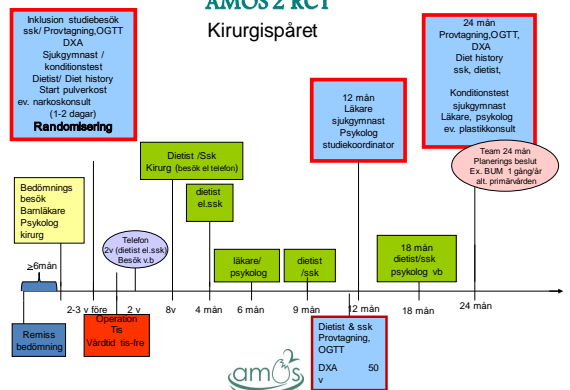 AMOS 2 RCT
Kirurgispåret
Inklusion studiebesök
ssk/ Provtagning,OGTT
DXA
Sjukgymnast /
konditionstest
Dietist/ Diet history
Start pulverkost
ev. narkoskonsult
(1-2 dagar)
Randomisering
24 mån
Provtagning,OGTT,
DXA
Diet history
ssk, dietist,
Konditionstest
sjukgymnast
Läkare, psykolog
ev. plastikkonsult
12 mån
Läkare
sjukgymnast
Psykolog
studiekoordinator
Team 24 mån
Planerings beslut
Ex. BUM 1 gång/år
alt. primärvården
Dietist /Ssk
Kirurg (besök el telefon)
Bedömnings
besök
Barnläkare
Psykolog
kirurg
dietist
el.ssk
Telefon
2v (dietist el.ssk)
Besök v.b
läkare/
psykolog
dietist
/ssk
18 mån
dietist/ssk
psykolog vb
≥6mån
2-3 v före
2 v
8v
4 mån
6 mån
9 mån
12 mån
18 mån
24 mån
Remiss
bedömning
Operation
Tis
Vårdtid tis-fre
Dietist & ssk
Provtagning,
OGTT
DXA 50
v
amos 2